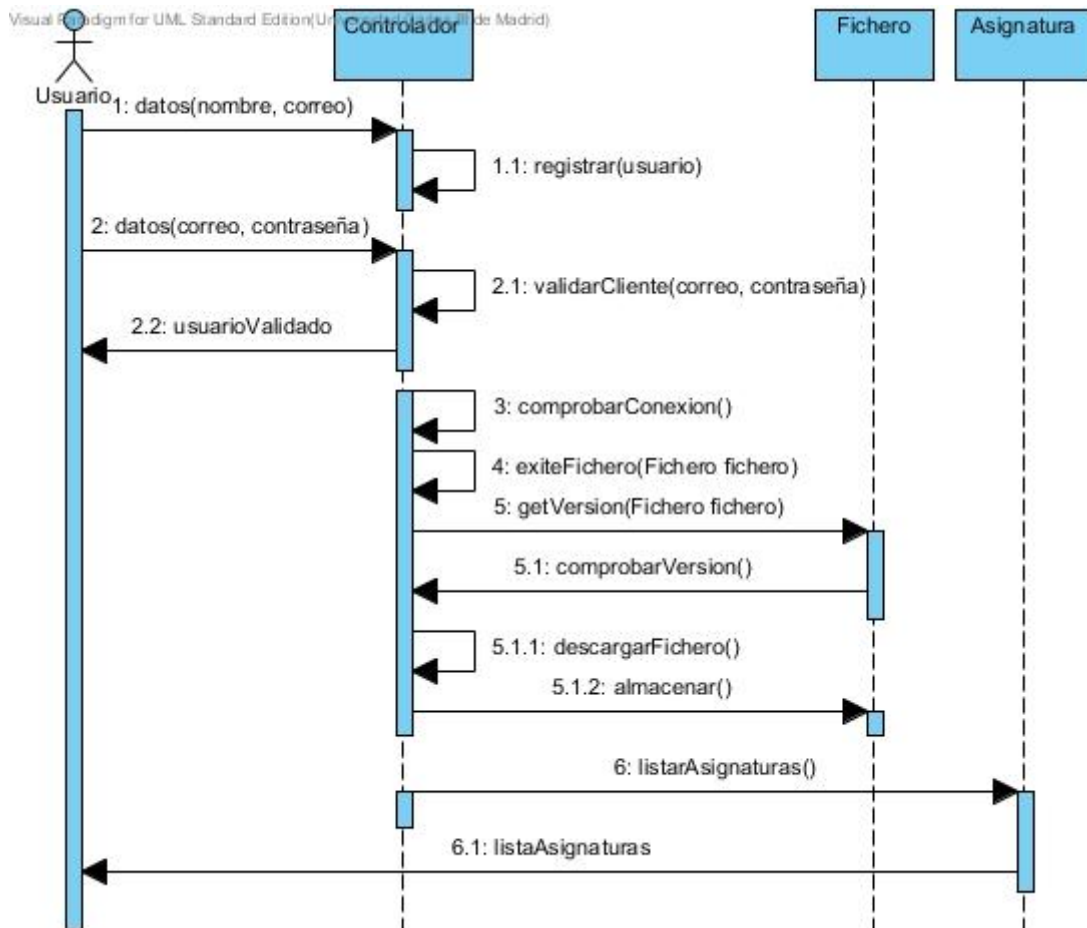 Visual Paradigm for UML Standard Edition(Universidad Carlos III de Madrid)
Controlador
Fichero
Asignatura
Usuario
1: datos(nombre, correo)
1.1: registrar(usuario)
2: datos(correo, contraseña)
2.1: validarCliente(correo, contraseña)
2.2: usuarioValidado
3: comprobarConexion()
4: exiteFichero(Fichero fichero)
5: getVersion(Fichero fichero)
5.1: comprobarVersion()
5.1.1: descargarFichero()
5.1.2: almacenar()
6: listarAsignaturas()
6.1: listaAsignaturas